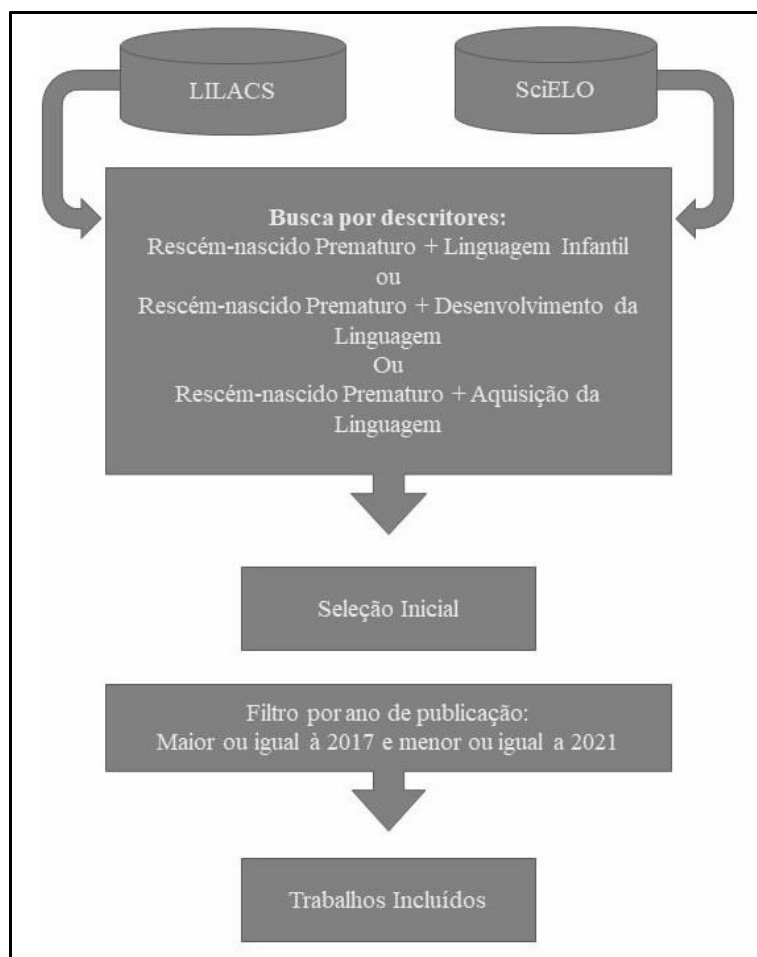 LILACS
SciELO
Busca por descritores:
Rescém-nascido Prematuro + Linguagem Infantil
ou
Rescém-nascido Prematuro + Desenvolvimento da
Linguagem
Ou
Rescém-nascido Prematuro + Aquisição da
Linguagem
Seleção Inicial
Filtro por ano de publicação:
Maior ou igual à 2017 e menor ou igual a 2021
Trabalhos Incluídos